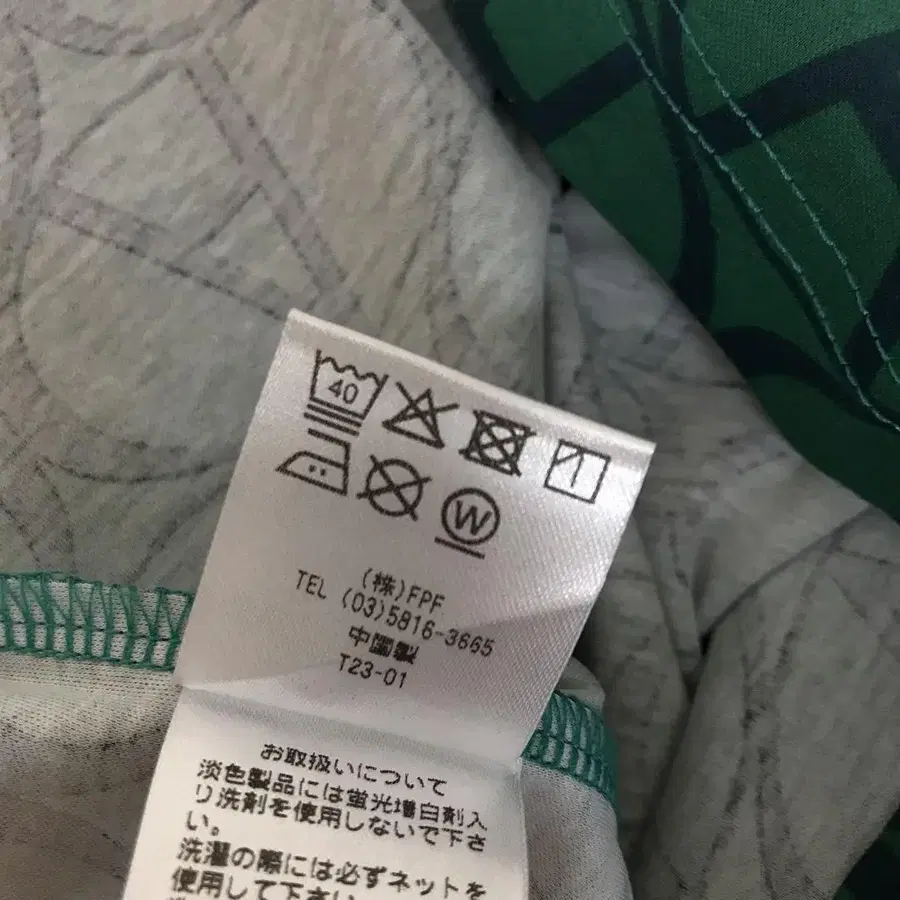 40
W
(株)FPF
TEL (03)5816-3665
中國製
T23-01
お取扱いについて
淡色製品には蛍光増白剤入
り洗剤を使用しないで下さ
い。
洗濯の際には必ずネットを
使用して下さい